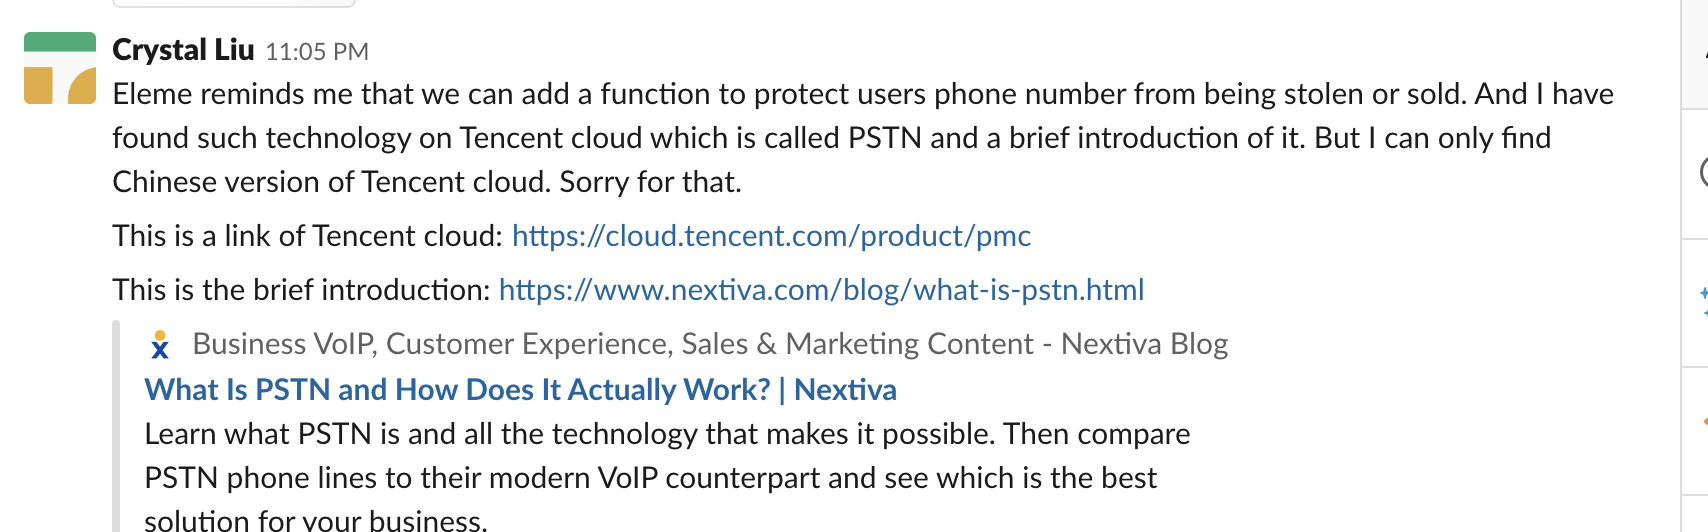 Crystal Liu 11:05 PM
Eleme reminds me that we can add a function to protect users phone number from being stolen or sold. And I have
found such technology on Tencent cloud which is called PSTN and a brief introduction of it. But I can only find
Chinese version of Tencent cloud. Sorry for that.
This is a link of Tencent cloud: https://cloud.tencent.com/product/pmc
This is the brief introduction: https://www.nextiva.com/blog/what-is-pstn.html
Business VoIP, Customer Experience, Sales & Marketing Content - Nextiva Blog
What Is PSTN and How Does It Actually Work? | Nextiva
Learn what PSTN is and all the technology that makes it possible. Then compare
PSTN phone lines to their modern VoIP counterpart and see which is the best
solution for your business.